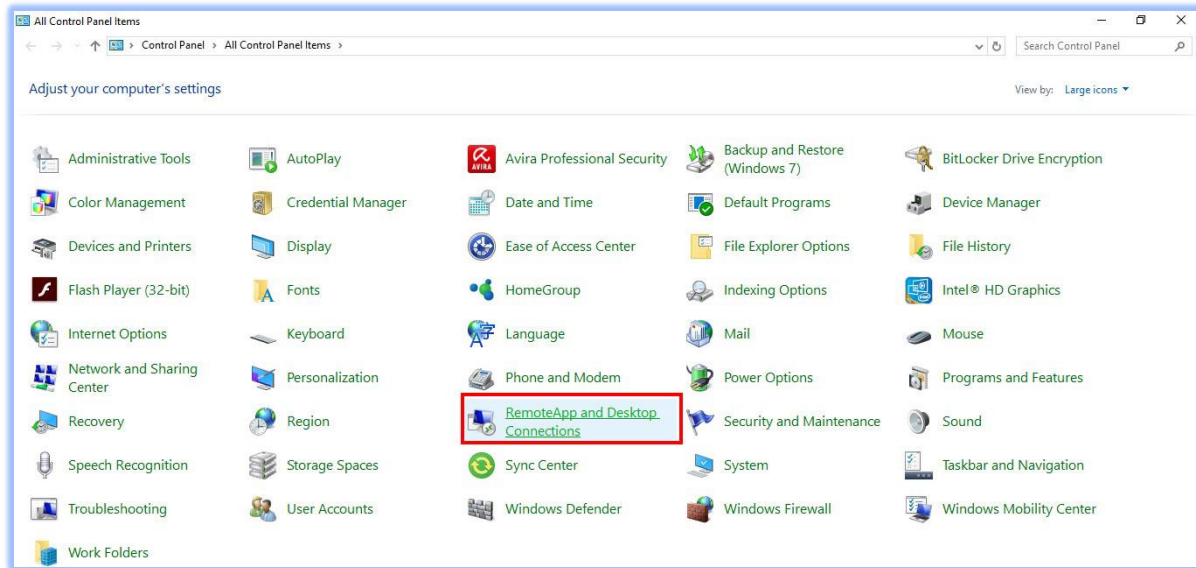 All Control Panel Items
Control Panel > All Control Panel Items >
Search Control Panel
Adjust your computer's settings
View by: Large icons
Administrative Tools
AutoPlay
AVIRA
Avira Professional Security
Backup and Restore
(Windows 7)
BitLocker Drive Encryption
Color Management
Credential Manager
Date and Time
Default Programs
Device Manager
Devices and Printers
Display
Ease of Access Center
File Explorer Options
File History
Flash Player (32-bit)
Fonts
HomeGroup
Indexing Options
Intel® HD Graphics
Internet Options
Keyboard
字
Language
Mail
Mouse
Network and Sharing
Center
Personalization
Phone and Modem
Power Options
Programs and Features
Recovery
Region
RemoteApp and Desktop
Connections
Security and Maintenance
Sound
Speech Recognition
Storage Spaces
Sync Center
System
Taskbar and Navigation
Troubleshooting
User Accounts
Windows Defender
Windows Firewall
Windows Mobility Center
Work Folders